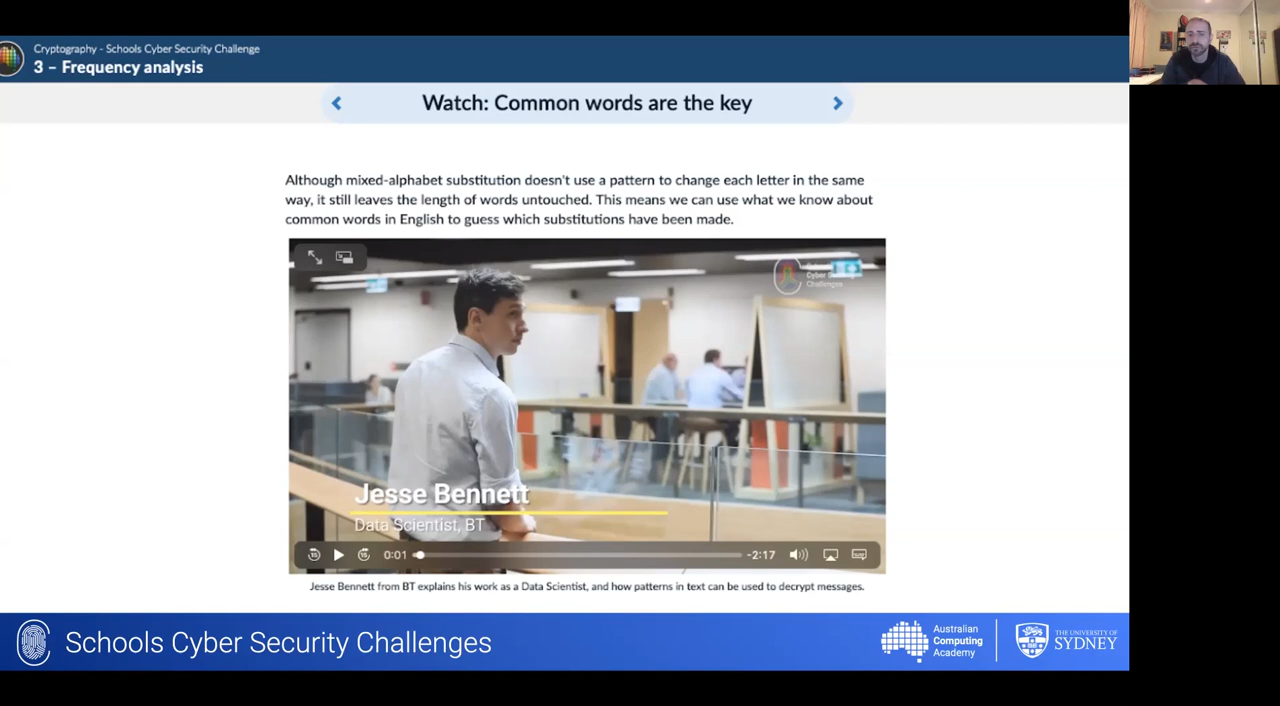 Cryptography - Schools Cyber Security Challenge
3 – Frequency analysis
Watch: Common words are the key
Although mixed-alphabet substitution doesn't use a pattern to change each letter in the same
way, it still leaves the length of words untouched. This means we can use what we know about
common words in English to guess which substitutions have been made.
Cyber
Challenges
Jesse Bennett
Data Scientist, BT
15
15
0:01
-2:17
Jesse Bennett from BT explains his work as a Data Scientist, and how patterns in text can be used to decrypt messages.
Schools Cyber Security Challenges
Australian
Computing
Academy
THE UNIVERSITY OF
SYDNEY